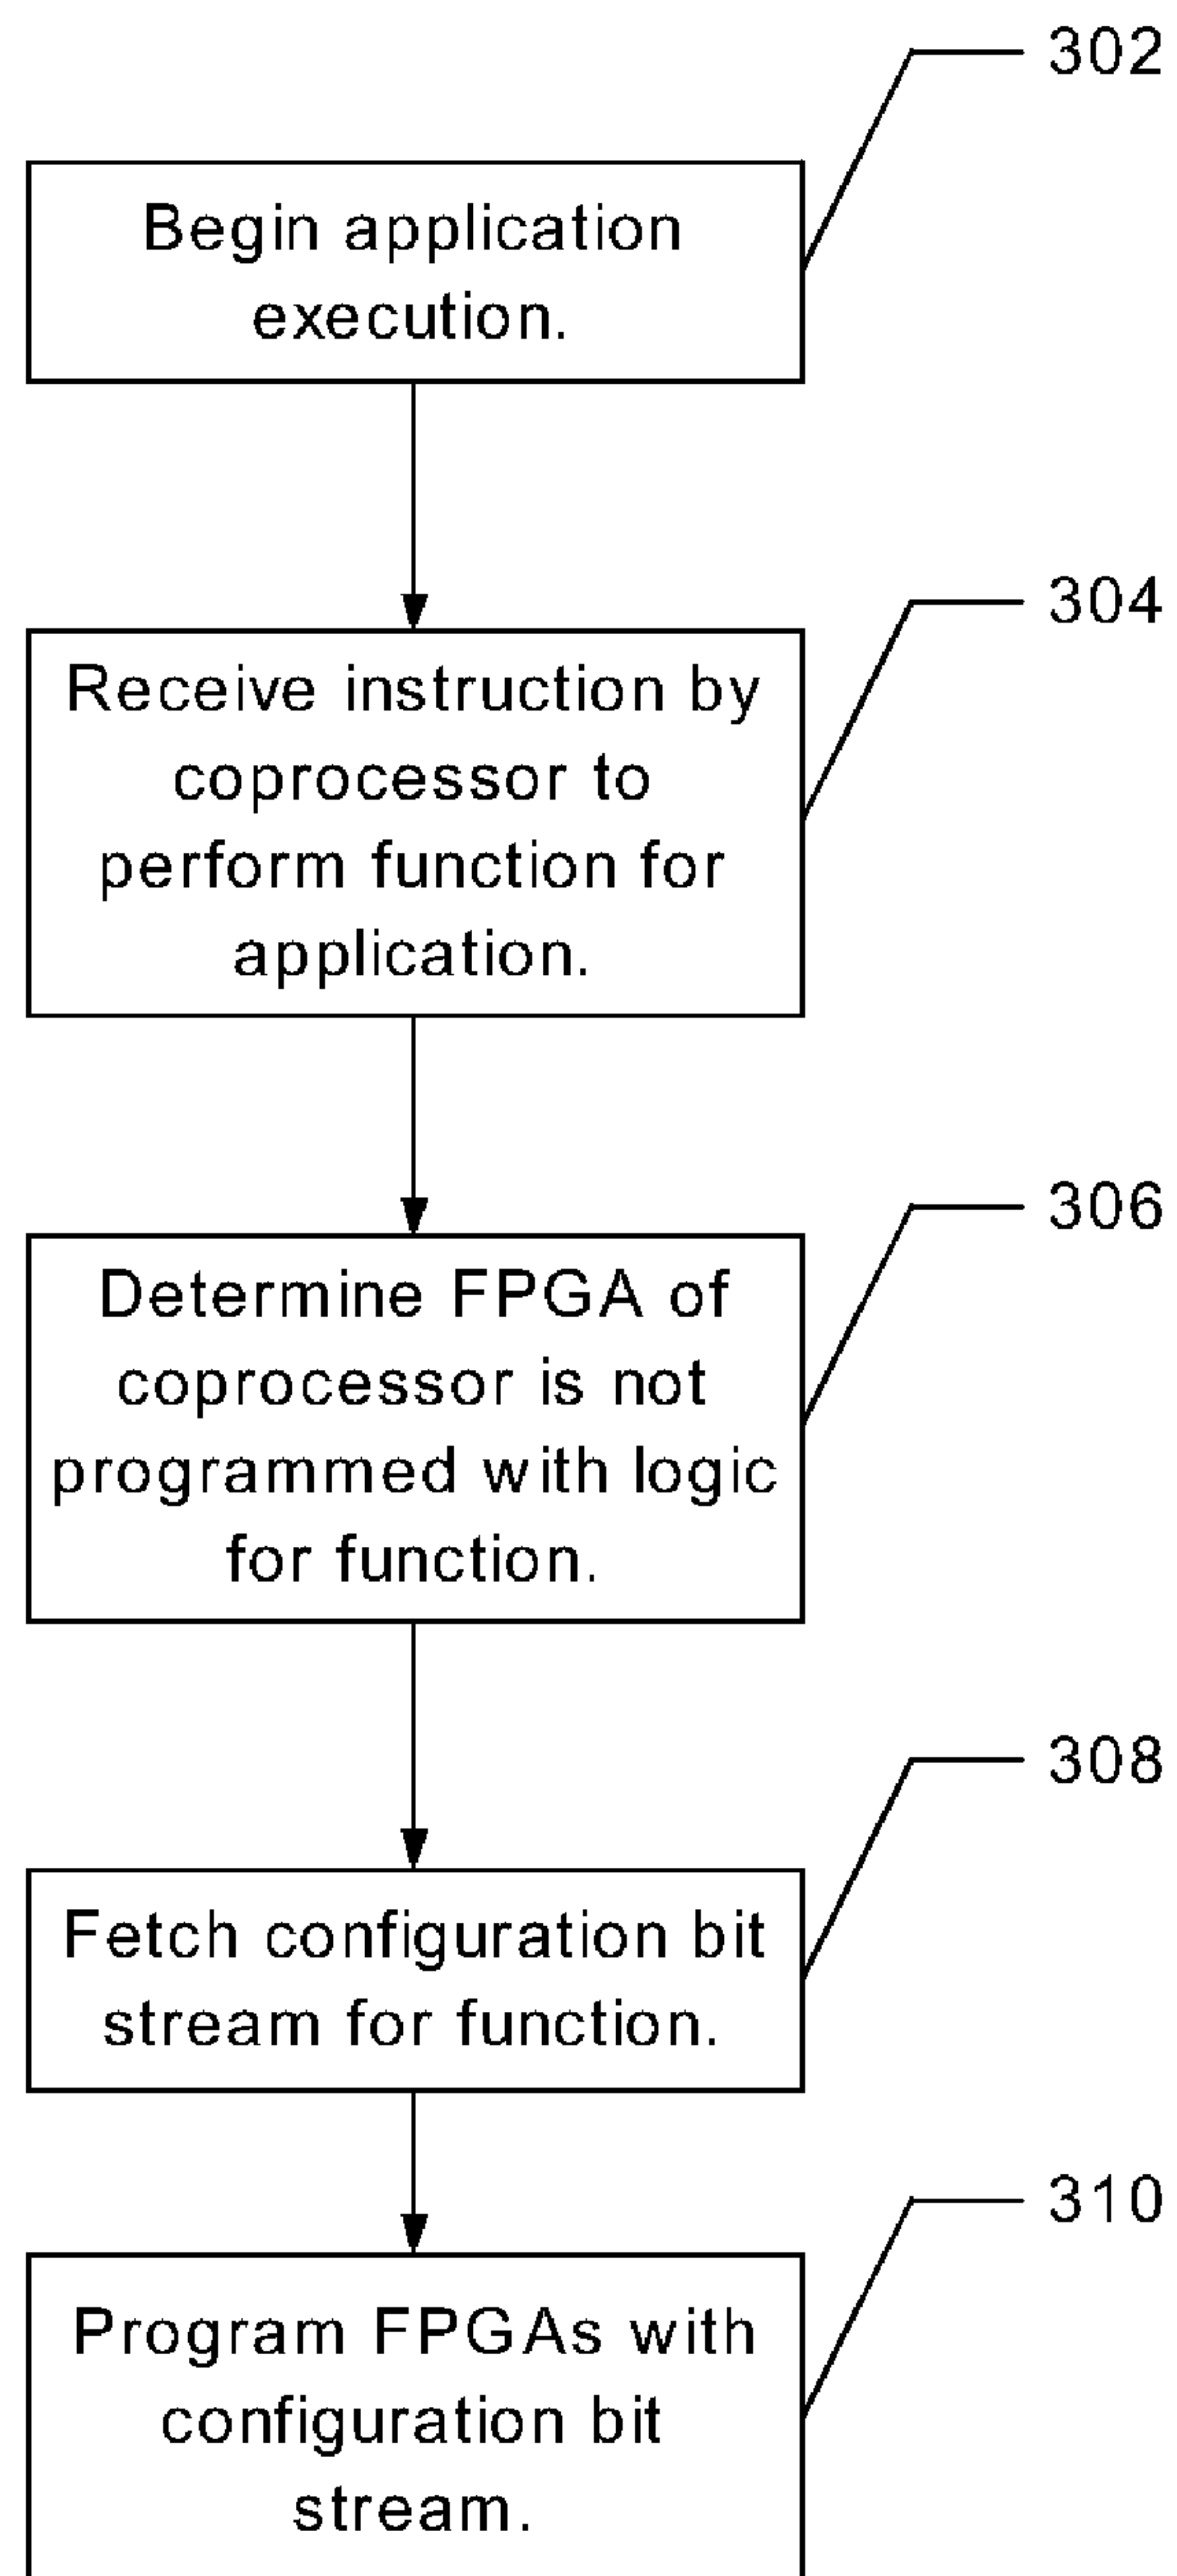 302
Begin application
execution.
304
Receive instruction by
coprocessor to
perform function for
application.
306
Determine FPGA of
coprocessor is not
programmed with logic
for function.
308
Fetch configuration bit
stream for function.
310
Program FPGAs with
configuration bit
stream.